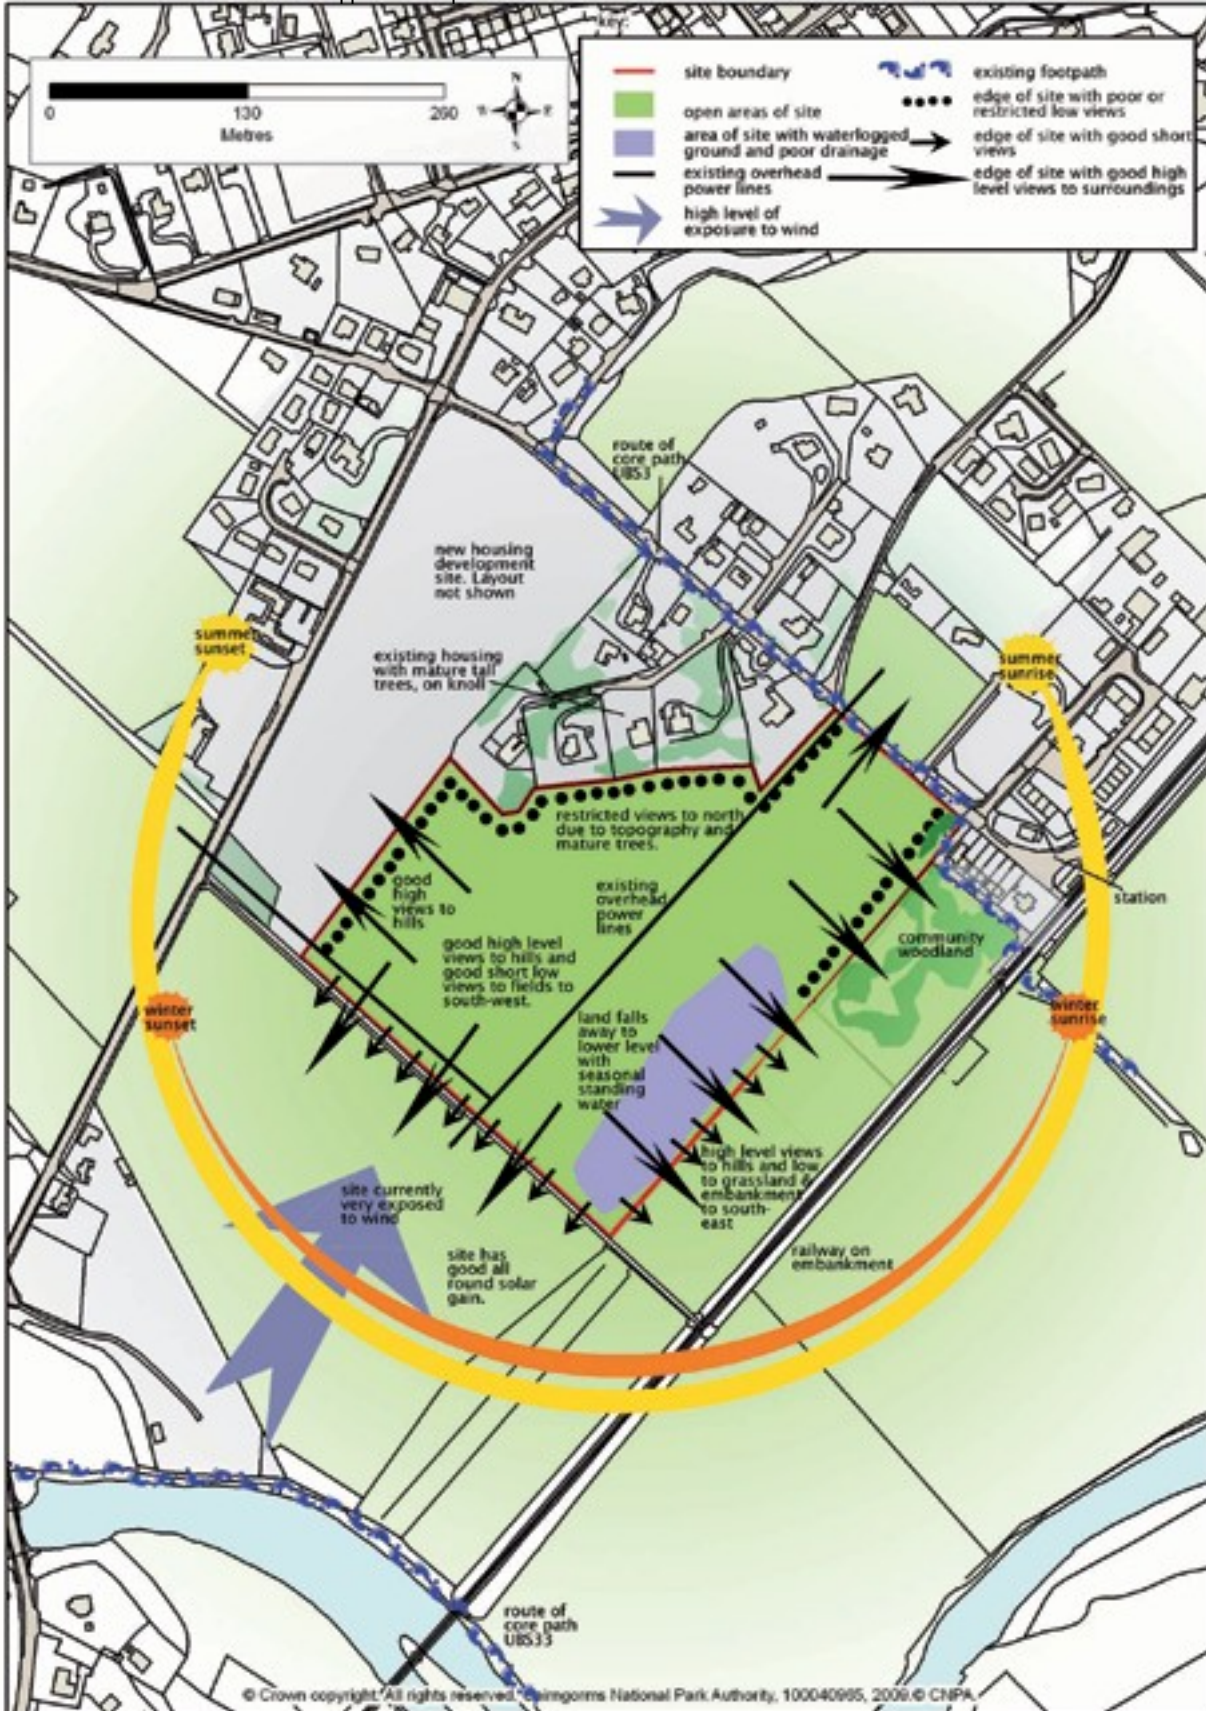 key:
site boundary
open areas of site
area of site with waterlogged
ground and poor drainage
existing overhead
power lines
high level of
exposure to wind
existing footpath
edge of site with poor or
restricted low views
edge of site with good short
views
edge of site with good high
level views to surroundings
0 130 260
Metres
N
W E
S
route of
core path
UBS3
new housing
development
site. Layout
not shown
existing housing
with mature tall
trees, on knoll
summer
sunset
summer
sunrise
restricted views to north
due to topography and
mature trees.
good
high
views to
hills
existing
overhead
power
lines
good high level
views to hills and
good short low
views to fields to
south-west.
station
community
woodland
land falls
away to
lower level
with
seasonal
standing
water
winter
sunset
winter
sunrise
high level views
to hills and low
to grassland &
embankment
to south-
east
site currently
very exposed
to wind
site has
good all
round solar
gain.
railway on
embankment
route of
core path
UBS33
© Crown copyright. All rights reserved. Cairngorms National Park Authority, 100040965, 2009.© CNPA